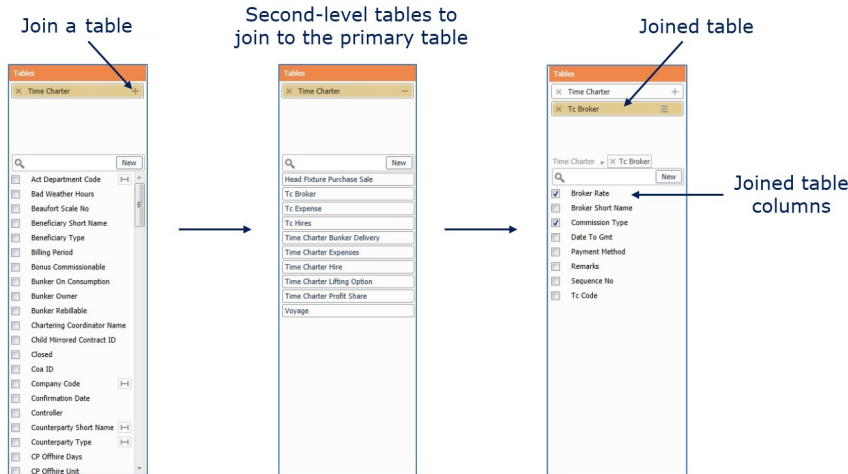 Join a table
Second-level tables to
join to the primary table
Joined table
Tables
Time Charter
New
Act Department Code
Bad Weather Hours
Beaufort Scale No
Beneficiary Short Name
Beneficiary Type
Billing Period
Bonus Commissionable
Bunker On Consumption
Bunker Owner
Bunker Rebillable
Chartering Coordinator Name
Child Mirrored Contract ID
Closed
Coa ID
Company Code
Confirmation Date
Controller
Counterparty Short Name
Counterparty Type
CP Offhire Days
CP Offhire Unit
Tables
Time Charter
New
Head Fixture Purchase Sale
Tc Broker
Tc Expense
Tc Hires
Time Charter Bunker Delivery
Time Charter Expenses
Time Charter Hire
Time Charter Lifting Option
Time Charter Profit Share
Voyage
Tables
Time Charter
Tc Broker
Time Charter Tc Broker
New
Broker Rate
Broker Short Name
Commission Type
Date To Gmt
Payment Method
Remarks
Sequence No
Tc Code
Joined table
columns